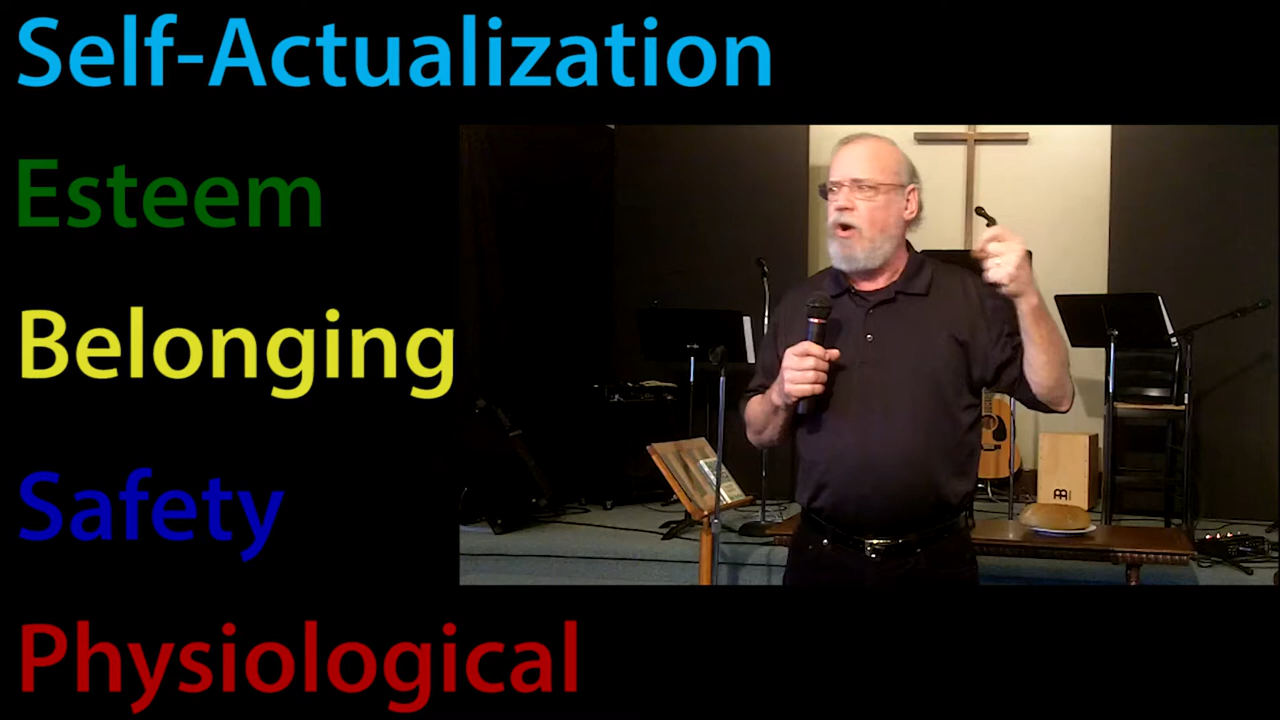 Self-Actualization
Esteem
Belonging
Safety
Physiological